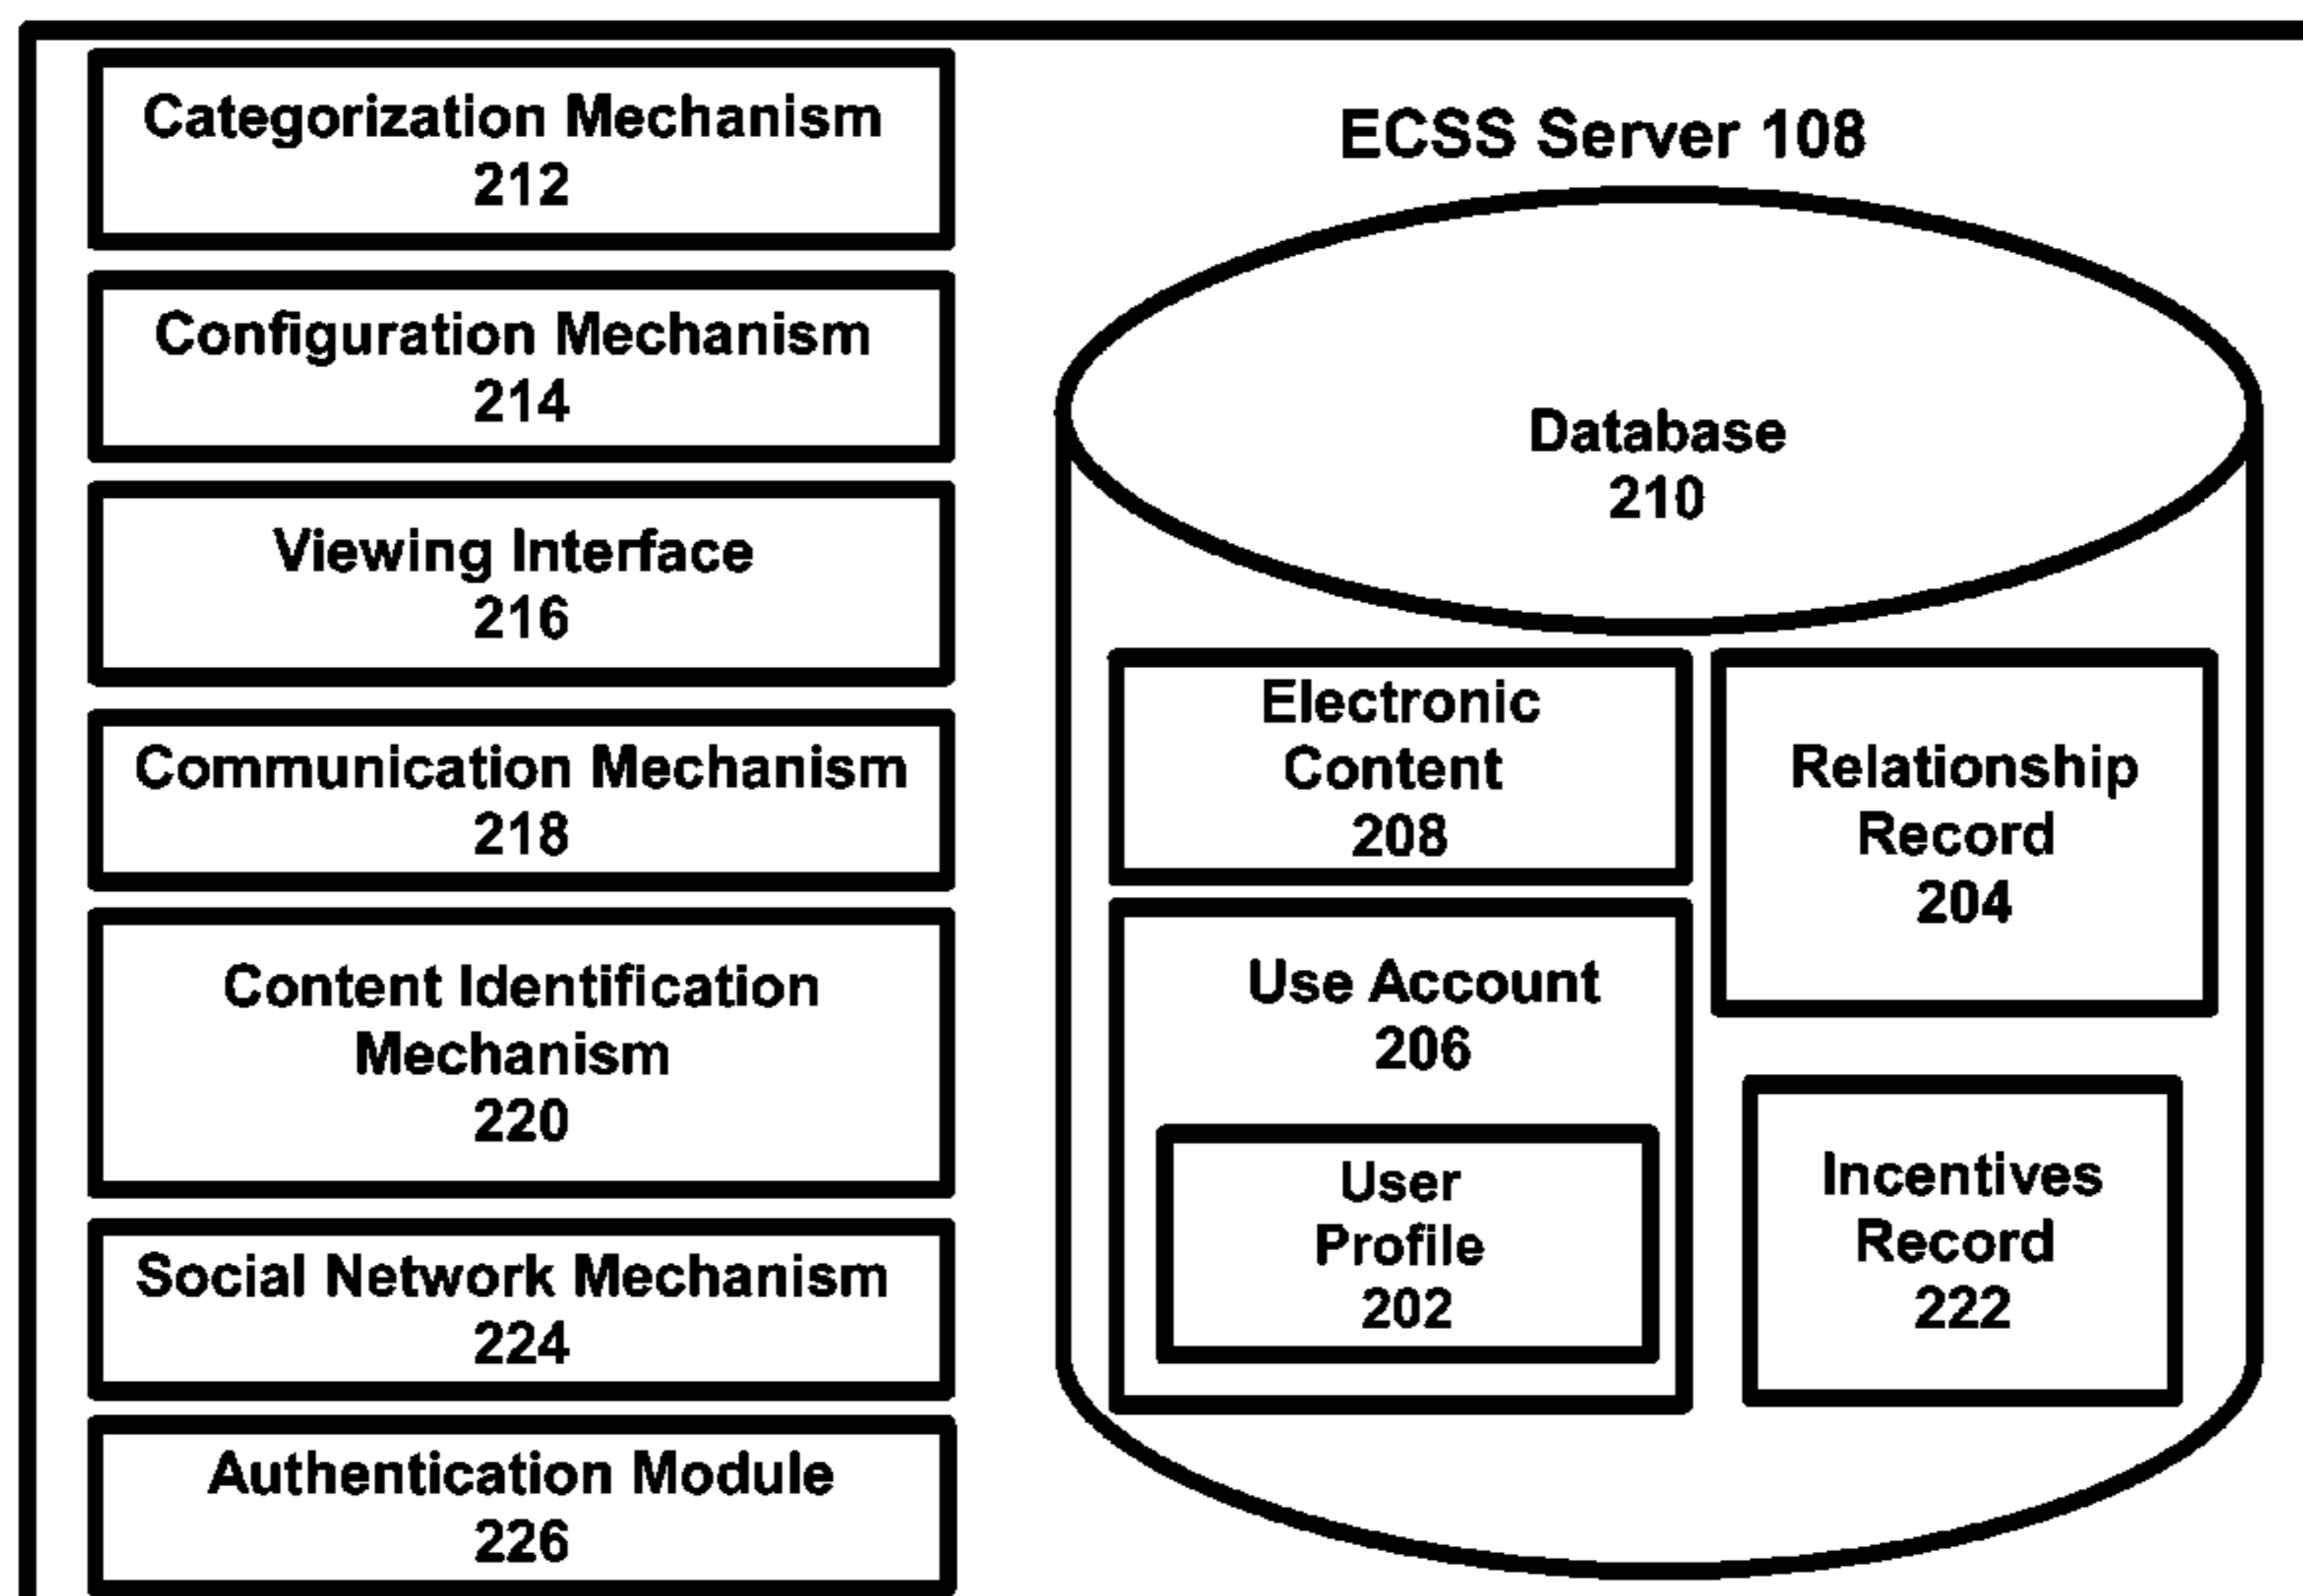 Categorization Mechanism
212
Configuration Mechanism
214
Viewing Interface
216
Communication Mechanism
218
Content Identification
Mechanism
220
Social Network Mechanism
224
Authentication Module
226
ECSS Server 108
Database
210
Electronic
Content
208
Relationship
Record
204
Use Account
206
User
Profile
202
Incentives
Record
222